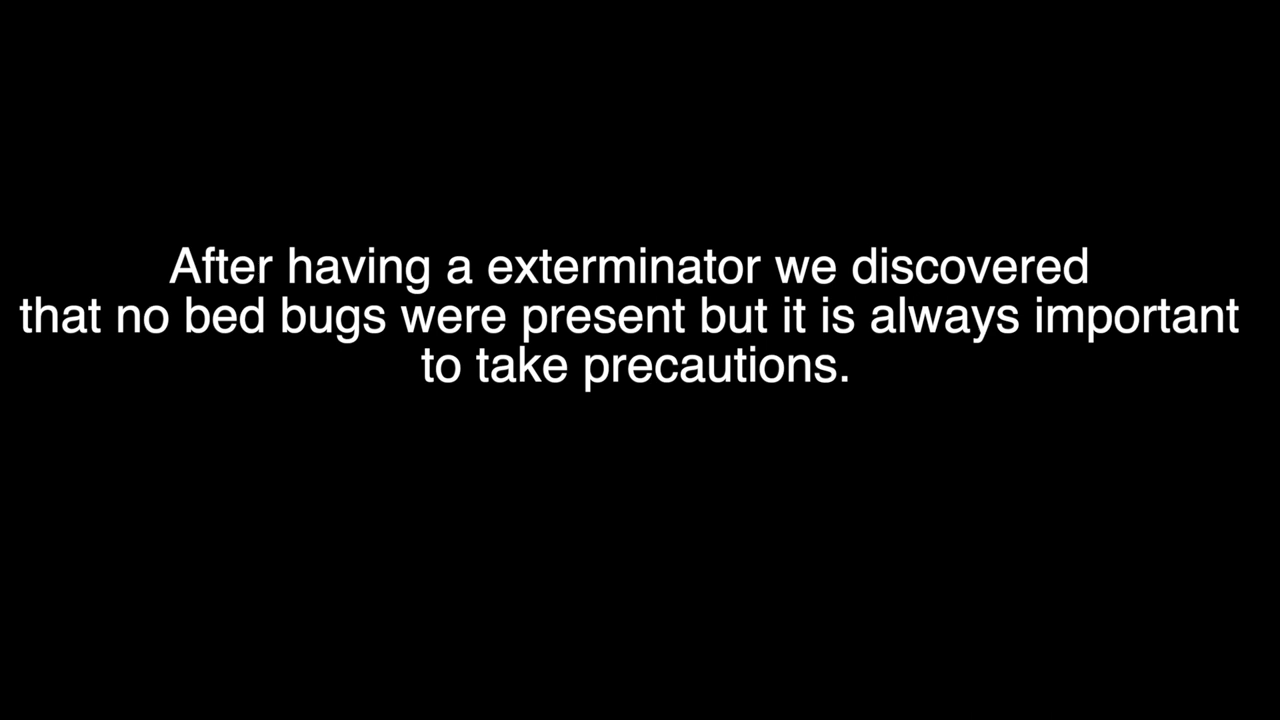 After having a exterminator we discovered
that no bed bugs were present but it is always important
to take precautions.